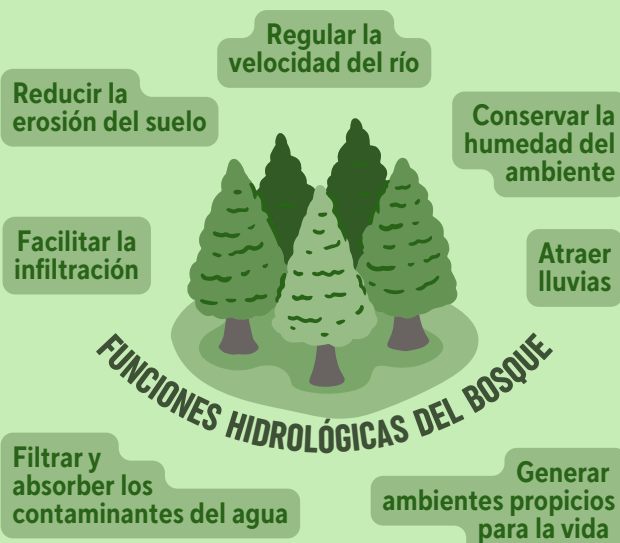 Regular la
velocidad del río
Reducir la
erosión del suelo
Conservar la
humedad del
ambiente
Facilitar la
infiltración
Atraer
lluvias
FUNCIONES HIDROLÓGICAS DEL BOSQUE
Filtrar y
absorber los
contaminantes del agua
Generar
ambientes propicios
para la vida